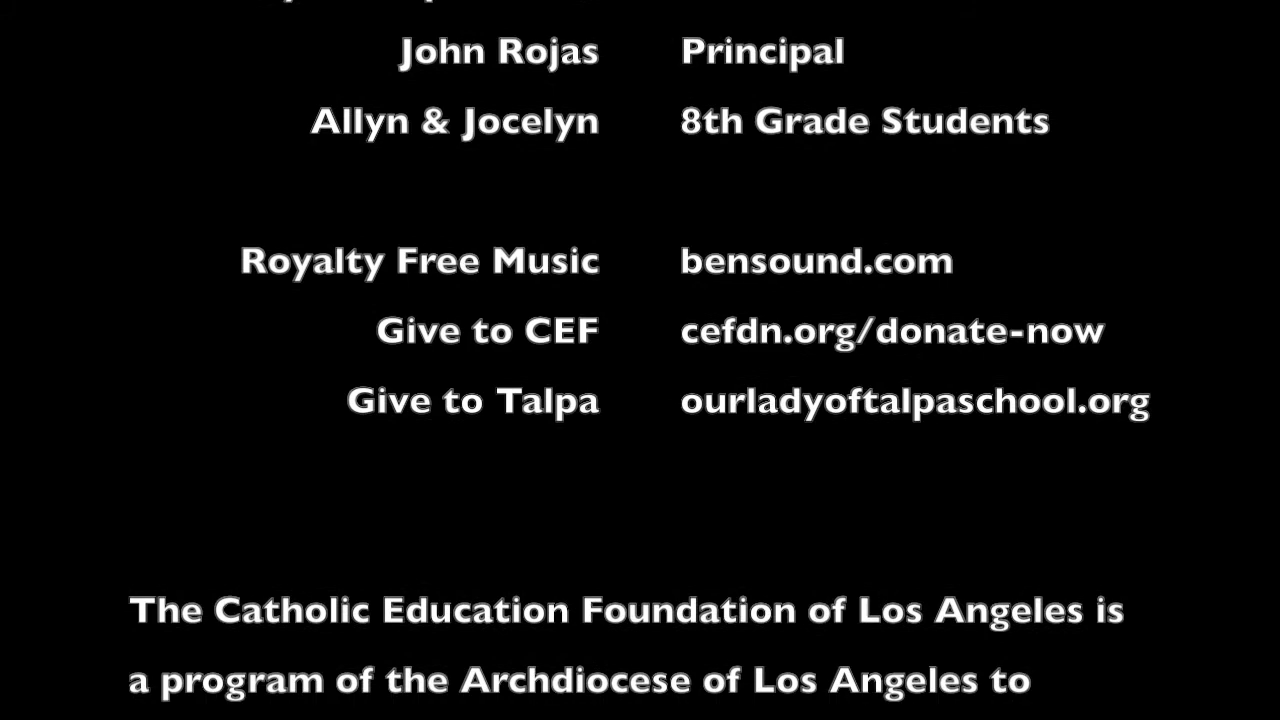 John Rojas Principal
Allyn & Jocelyn 8th Grade Students
Royalty Free Music bensound.com
Give to CEF cefdn.org/donate-now
Give to Talpa ourladyoftalpaschool.org
The Catholic Education Foundation of Los Angeles is
a program of the Archdiocese of Los Angeles to